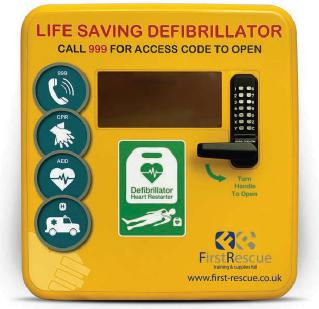 LIFE SAVING DEFIBRILLATOR
CALL 999 FOR ACCESS CODE TO OPEN
999
CPR
AED
H
Defibrillator
Heart Restarter
Turn
Handle
To Open
FirstRescue
training & supplies ltd
www.first-rescue.co.uk